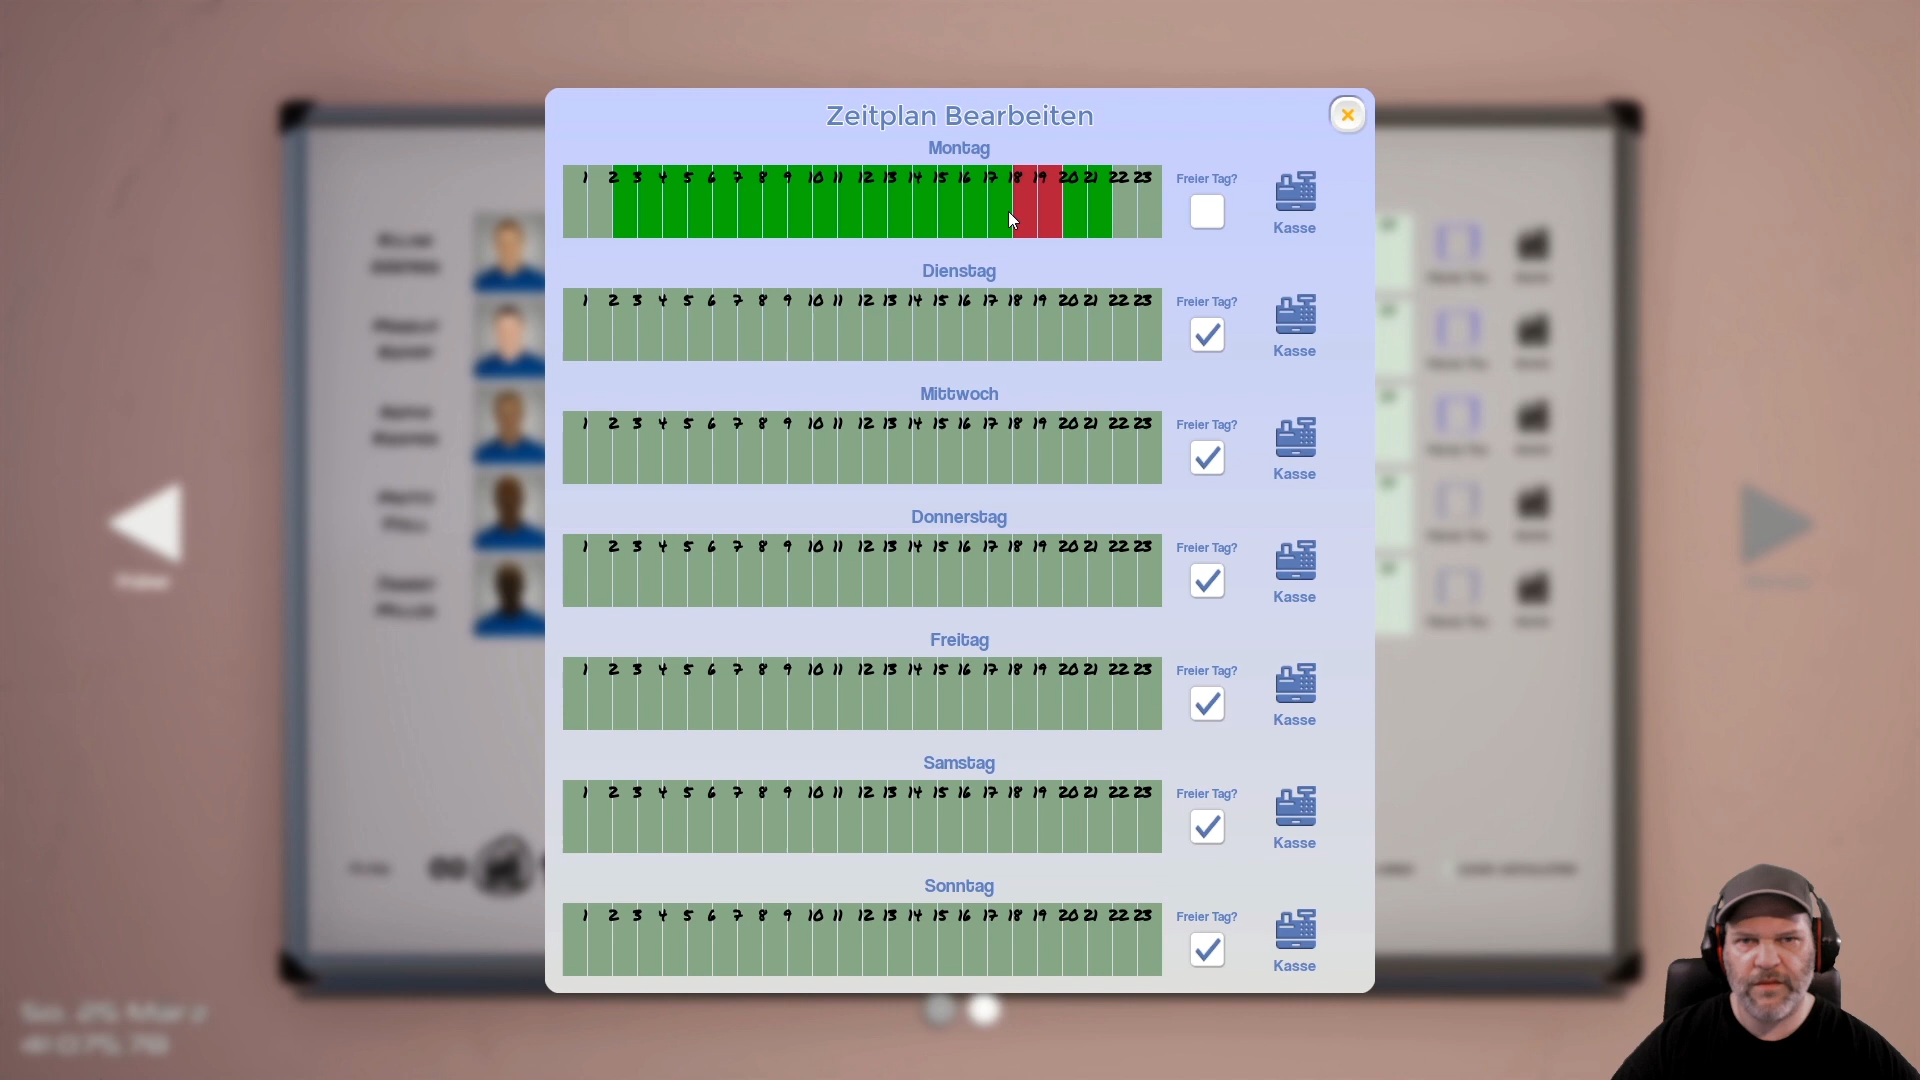 Zeitplan Bearbeiten
Montag
1 2 3 4 5 6 7 8 9 10 11 12 13 14 15 16 17 18 19 20 21 22 23
Freier Tag?
Kasse
Dienstag
1 2 3 4 5 6 7 8 9 10 11 12 13 14 15 16 17 18 19 20 21 22 23
Freier Tag?
Kasse
Mittwoch
1 2 3 4 5 6 7 8 9 10 11 12 13 14 15 16 17 18 19 20 21 22 23
Freier Tag?
Kasse
Donnerstag
1 2 3 4 5 6 7 8 9 10 11 12 13 14 15 16 17 18 19 20 21 22 23
Freier Tag?
Kasse
Freitag
1 2 3 4 5 6 7 8 9 10 11 12 13 14 15 16 17 18 19 20 21 22 23
Freier Tag?
Kasse
Samstag
1 2 3 4 5 6 7 8 9 10 11 12 13 14 15 16 17 18 19 20 21 22 23
Freier Tag?
Kasse
Sonntag
1 2 3 4 5 6 7 8 9 10 11 12 13 14 15 16 17 18 19 20 21 22 23
Freier Tag?
Kasse